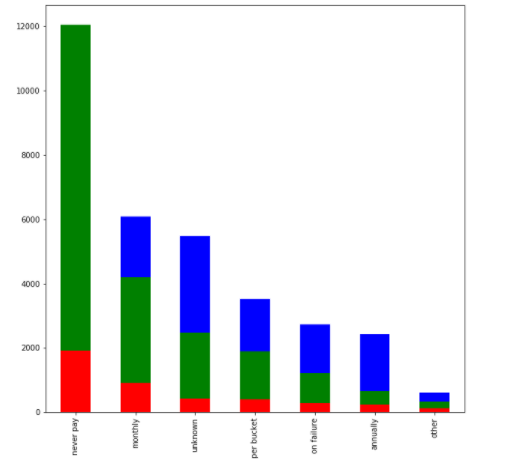 12000
10000
8000
6000
4000
2000
0
never pay
monthly
unknown
per bucket
on failure
annually
other